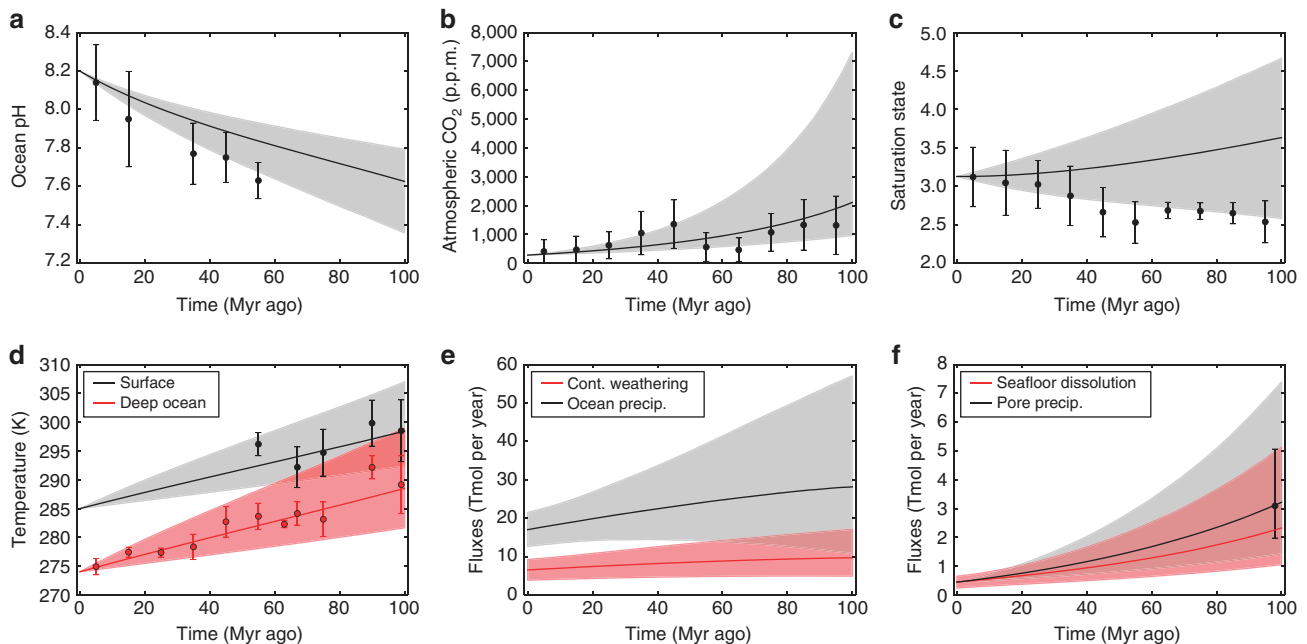 a
8.4
8.2
8.0
7.8
7.6
7.4
7.2
Ocean pH
0 20 40 60 80 100
Time (Myr ago)
b
8,000
7,000
6,000
5,000
4,000
3,000
2,000
1,000
0
Atmospheric CO2 (p.p.m.)
0 20 40 60 80 100
Time (Myr ago)
c
5.0
4.5
4.0
3.5
3.0
2.5
2.0
Saturation state
0 20 40 60 80 100
Time (Myr ago)
d
310
305
300
295
290
285
280
275
270
Temperature (K)
Surface
Deep ocean
0 20 40 60 80 100
Time (Myr ago)
e
60
50
40
30
20
10
0
Fluxes (Tmol per year)
Cont. weathering
Ocean precip.
0 20 40 60 80 100
Time (Myr ago)
f
8
7
6
5
4
3
2
1
0
Fluxes (Tmol per year)
Seafloor dissolution
Pore precip.
0 20 40 60 80 100
Time (Myr ago)